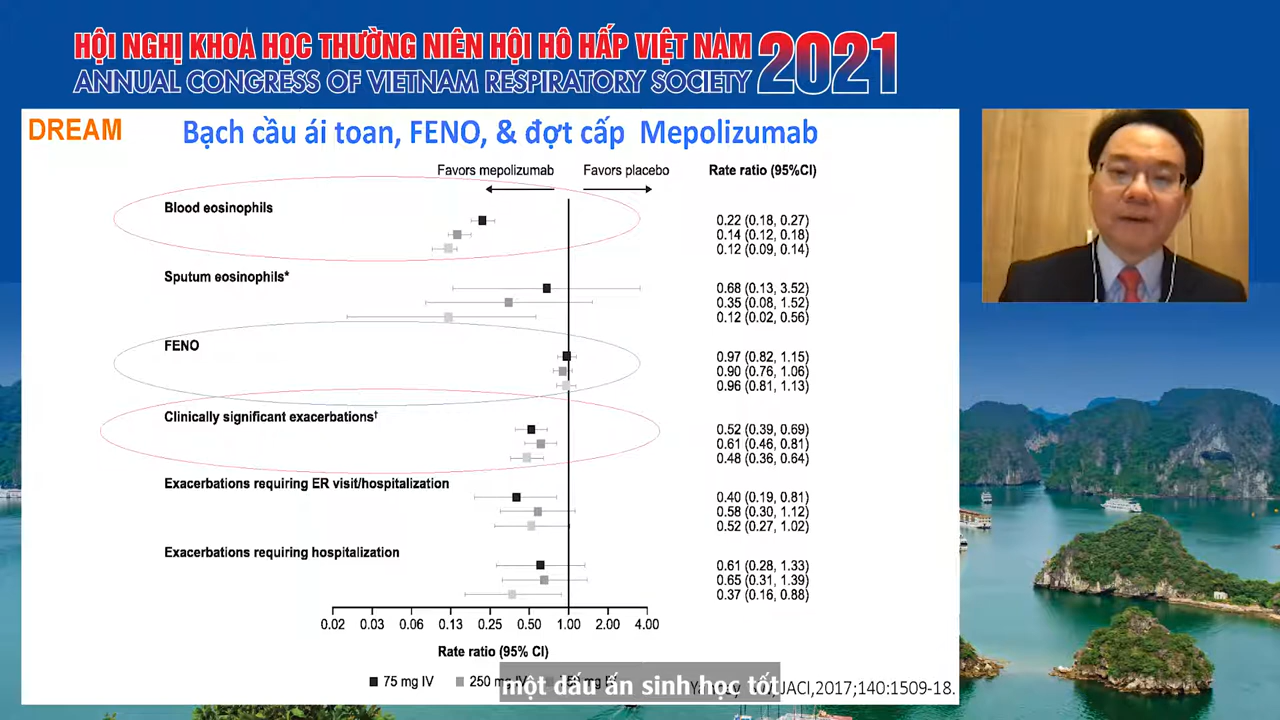 HỘI NGHỊ KHOA HỌC THƯỜNG NIÊN HỘI HÔ HẤP VIỆT NAM 2021
ANNUAL CONGRESS OF VIETNAM RESPIRATORY SOCIETY
DREAM
Bạch cầu ái toan, FENO, & đợt cấp Mepolizumab
Favors mepolizumab Favors placebo Rate ratio (95%CI)
Blood eosinophils
0.22 (0.18, 0.27)
0.14 (0.12, 0.18)
0.12 (0.09, 0.14)
Sputum eosinophils*
0.68 (0.13, 3.52)
0.35 (0.08, 1.52)
0.12 (0.02, 0.56)
FENO
0.97 (0.82, 1.15)
0.90 (0.76, 1.06)
0.96 (0.81, 1.13)
Clinically significant exacerbations†
0.52 (0.39, 0.69)
0.61 (0.46, 0.81)
0.48 (0.36, 0.64)
Exacerbations requiring ER visit/hospitalization
0.40 (0.19, 0.81)
0.58 (0.30, 1.12)
0.52 (0.27, 1.02)
Exacerbations requiring hospitalization
0.61 (0.28, 1.33)
0.65 (0.31, 1.39)
0.37 (0.16, 0.88)
0.02 0.03 0.06 0.13 0.25 0.50 1.00 2.00 4.00
Rate ratio (95% CI)
75 mg IV 250
một dấu ấn sinh học tốt
JACI,2017;140:1509-18.